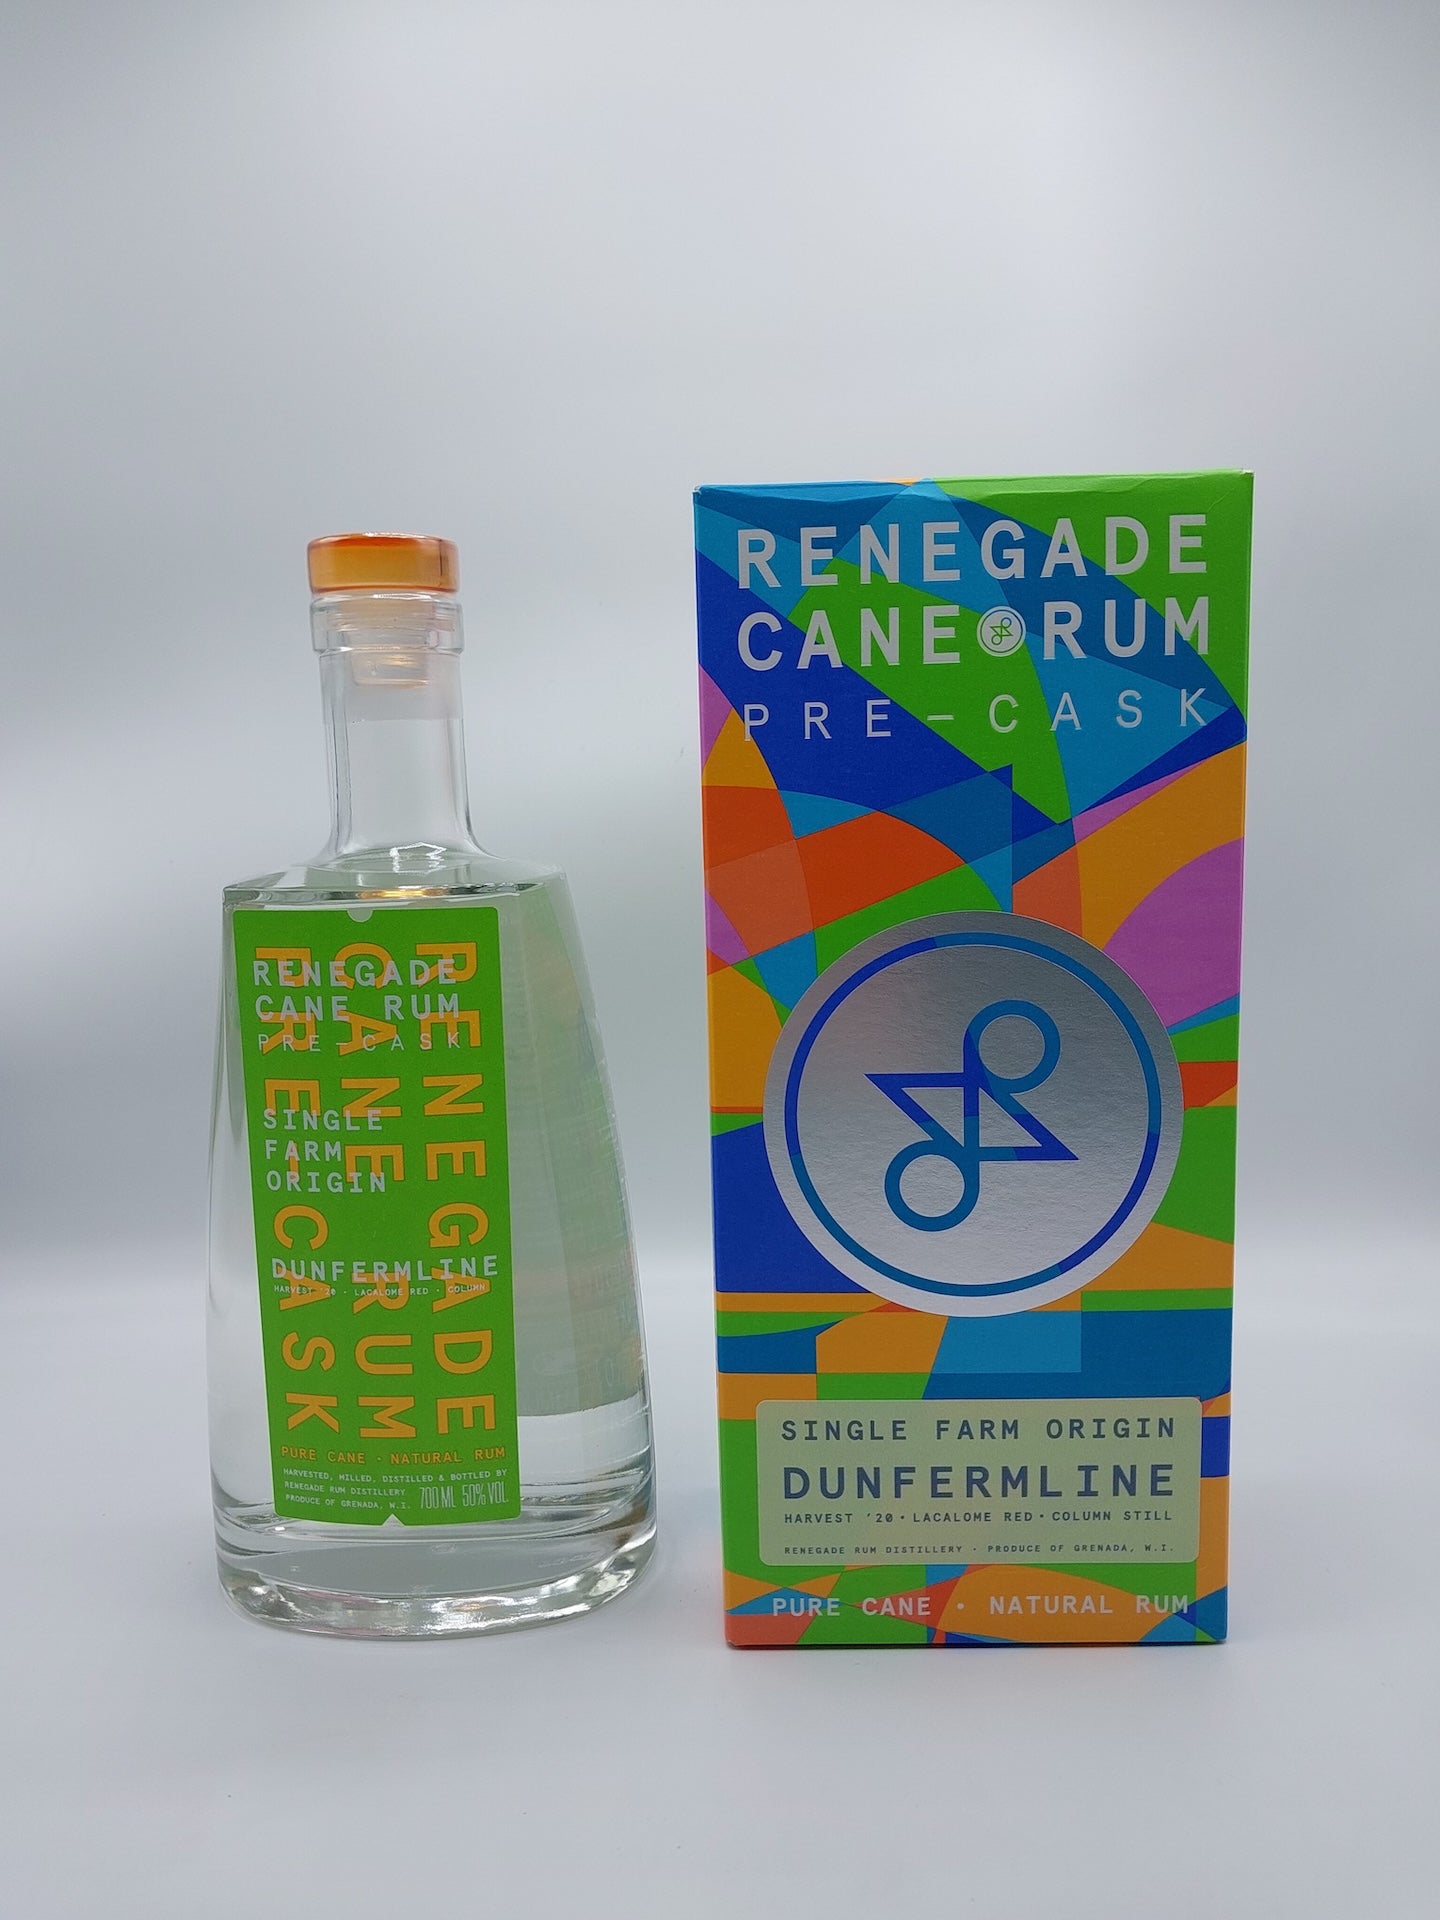 RENEGADE
CANE RUM
PRE-CASK
RENEGADE
CANE RUM
PRE-CASK
SINGLE
FARM
ORIGIN
DUNFERMLINE
HARVEST '20 · LACALOME RED · COLUMN
PURE CANE · NATURAL RUM
HARVESTED, MILLED, DISTILLED & BOTTLED BY
RENEGADE RUM DISTILLERY
PRODUCE OF GRENADA, W.I.
700 ML 50% VOL.
RENEGADE
CANE RUM
PRE-CASK
SINGLE FARM ORIGIN
DUNFERMLINE
HARVEST '20 · LACALOME RED · COLUMN STILL
RENEGADE RUM DISTILLERY · PRODUCE OF GRENADA, W.I.
PURE CANE · NATURAL RUM